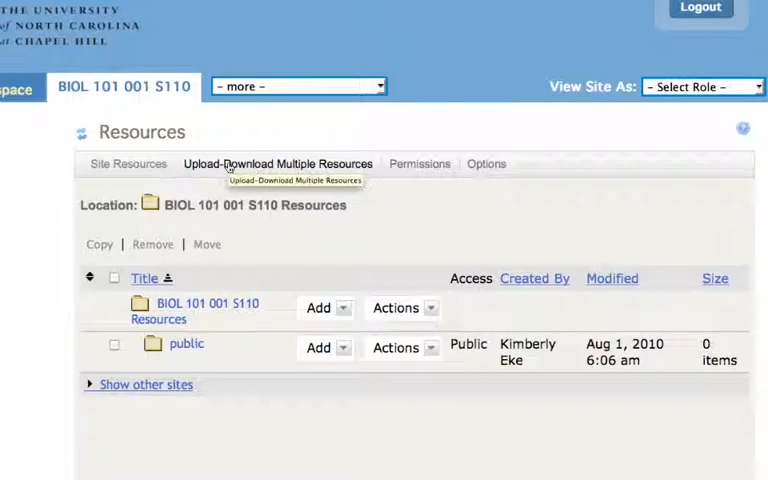 THE UNIVERSITY
of NORTH CAROLINA
at CHAPEL HILL
Logout
space BIOL 101 001 S110 - more - View Site As: - Select Role -
Resources
Site Resources Upload-Download Multiple Resources Permissions Options
Upload-Download Multiple Resources
Location: BIOL 101 001 S110 Resources
Copy | Remove | Move
Title Access Created By Modified Size
BIOL 101 001 S110 Resources Add Actions
public Add Actions Public Kimberly Eke Aug 1, 2010 6:06 am 0 items
Show other sites